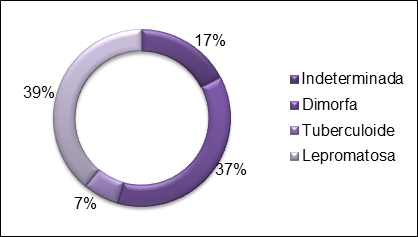 17%
39%
37%
7%
Indeterminada
Dimorfa
Tuberculoide
Lepromatosa